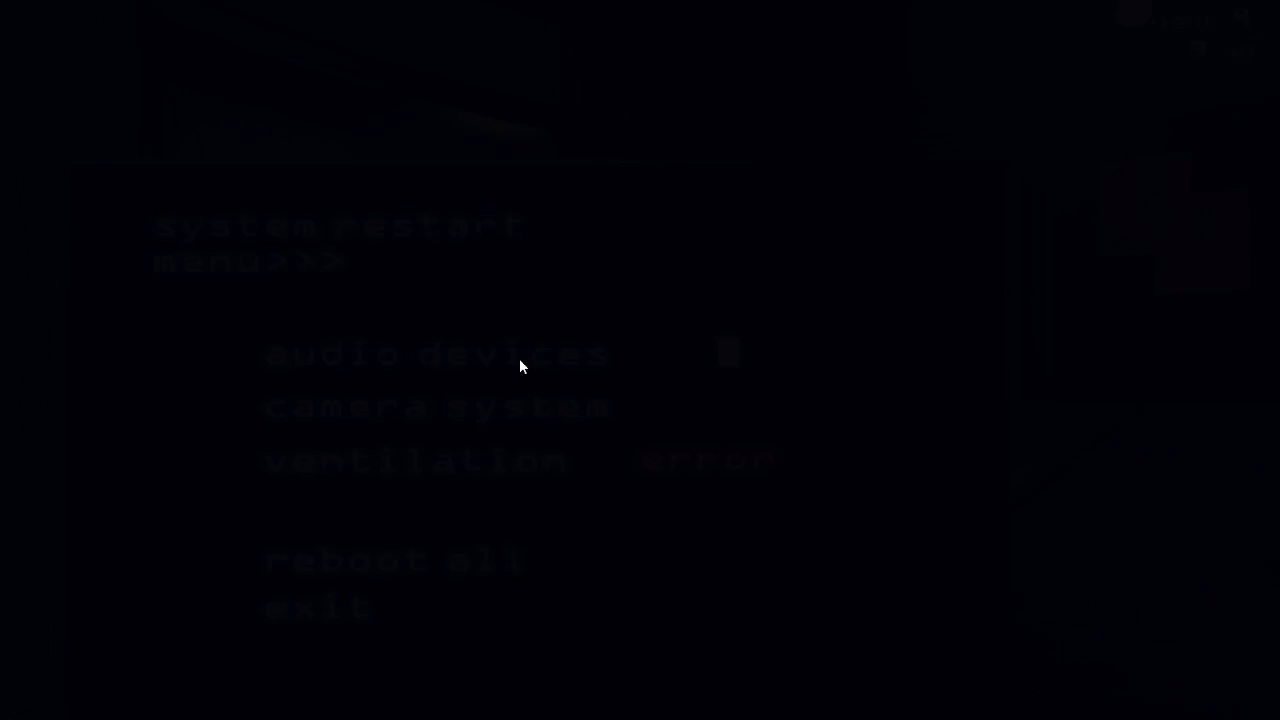 system restart
menu>>>
audio devices
camera system
ventilation error
reboot all
exit